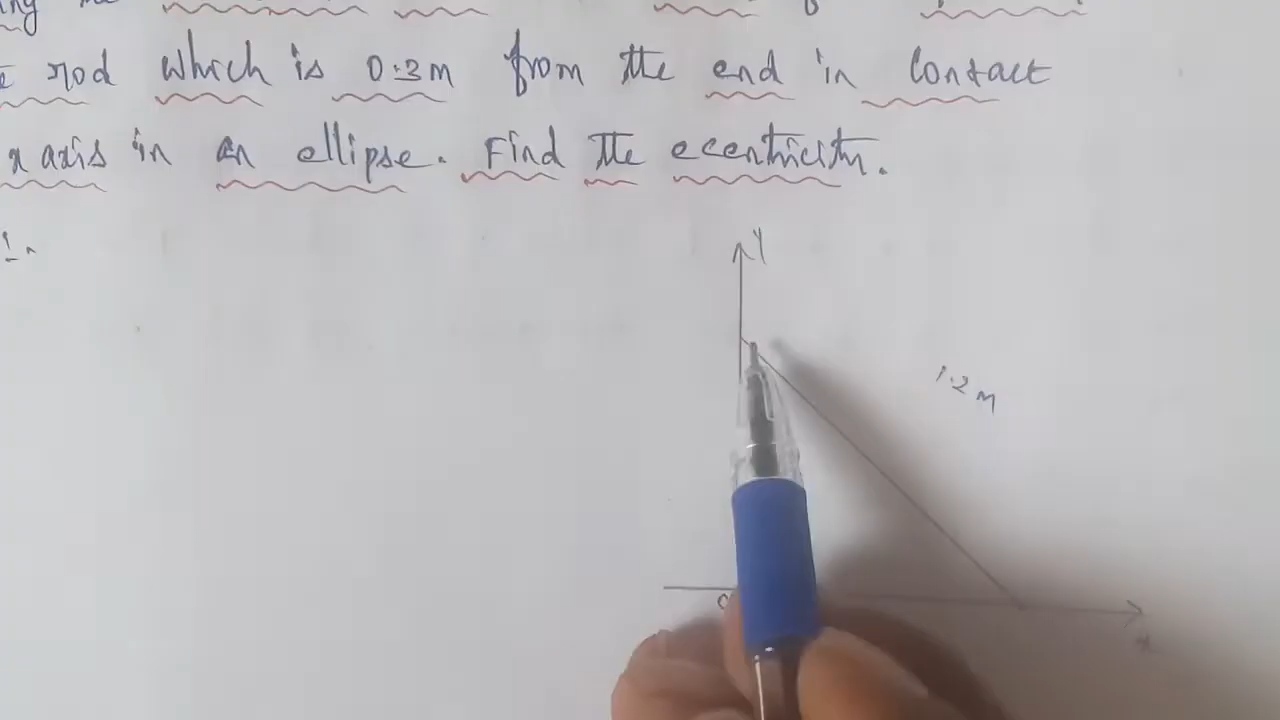 rod which is 0.3m from the end in Contact
x axis in an ellipse. Find the eccentricity.
Y
1.2 m
0
x